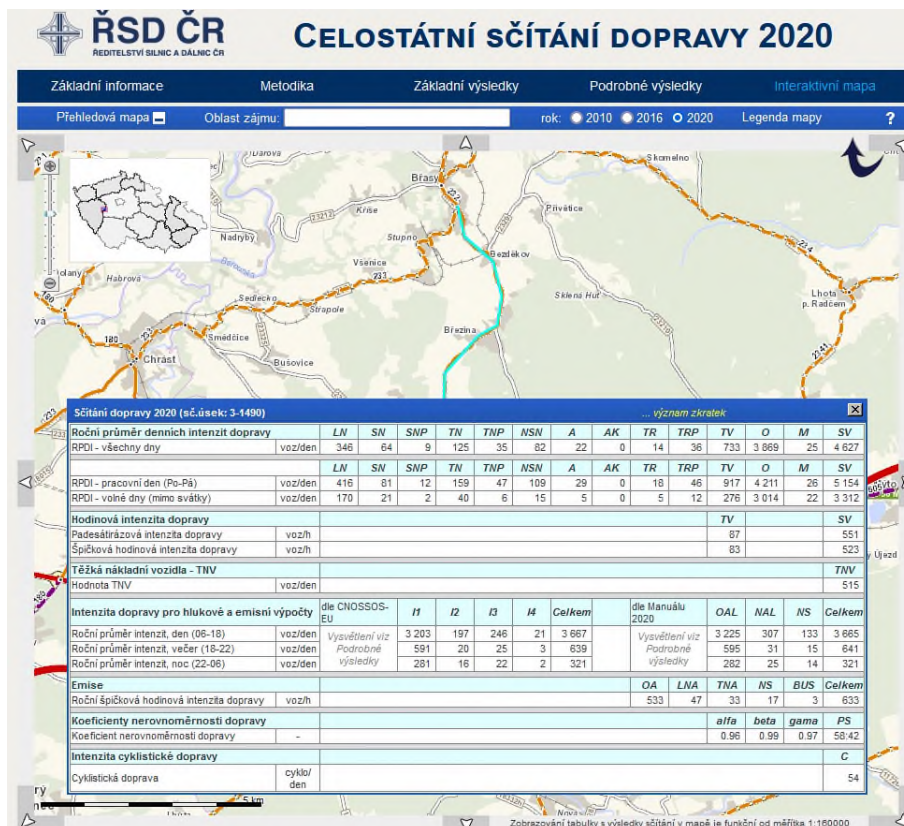 ŘSD ČR
ŘEDITELSTVÍ SILNIC A DÁLNIC ČR
CELOSTÁTNÍ SČÍTÁNÍ DOPRAVY 2020
Základní informace Metodika Základní výsledky Podrobné výsledky Interaktivní mapa
Přehledová mapa Oblast zájmu: rok: 2010 2016 2020 Legenda mapy ?
Skomelno
Břasy
232
Kříše
23212
Přívětice
Nadryby
Stupno
234
Bezděkov
Všenice
233
Habrová
Sedlecko
Sklená Huť
Lhota
p. Radčem
Strapole
180
Smědčice
Březina
Chrást
Bušovice
Sčítání dopravy 2020 (sč.úsek: 3-1490) ... význam zkratek
Roční průměr denních intenzit dopravy LN SN SNP TN TNP NSN A AK TR TRP TV O M SV
RPDI - všechny dny voz/den 346 64 9 125 35 82 22 0 14 36 733 3 869 25 4 627
LN SN SNP TN TNP NSN A AK TR TRP TV O M SV
RPDI - pracovní den (Po-Pá) voz/den 416 81 12 159 47 109 29 0 18 46 917 4 211 26 5 154
RPDI - volné dny (mimo svátky) voz/den 170 21 2 40 6 15 5 0 5 12 276 3 014 22 3 312
Hodinová intenzita dopravy TV SV
Padesátirázová intenzita dopravy voz/h 87 551
Špičková hodinová intenzita dopravy voz/h 83 523
Těžká nákladní vozidla - TNV TNV
Hodnota TNV voz/den 515
Intenzita dopravy pro hlukové a emisní výpočty dle CNOSSOS-EU I1 I2 I3 I4 Celkem dle Manuálu 2020 OAL NAL NS Celkem
Roční průměr intenzit, den (06-18) voz/den Vysvětlení viz 3 203 197 246 21 3 667 Vysvětlení viz 3 225 307 133 3 665
Roční průměr intenzit, večer (18-22) voz/den Podrobné 591 20 25 3 639 Podrobné 595 31 15 641
Roční průměr intenzit, noc (22-06) voz/den výsledky 281 16 22 2 321 výsledky 282 25 14 321
Emise OA LNA TNA NS BUS Celkem
Roční špičková hodinová intenzita dopravy voz/h 533 47 33 17 3 633
Koeficienty nerovnoměrnosti dopravy alfa beta gama PS
Koeficient nerovnoměrnosti dopravy - 0.96 0.99 0.97 58:42
Intenzita cyklistické dopravy C
Cyklistická doprava cyklo/den 54
5 km
Zobrazování tabulky s výsledky sčítání v mapě je funkční od měřítka 1:160000